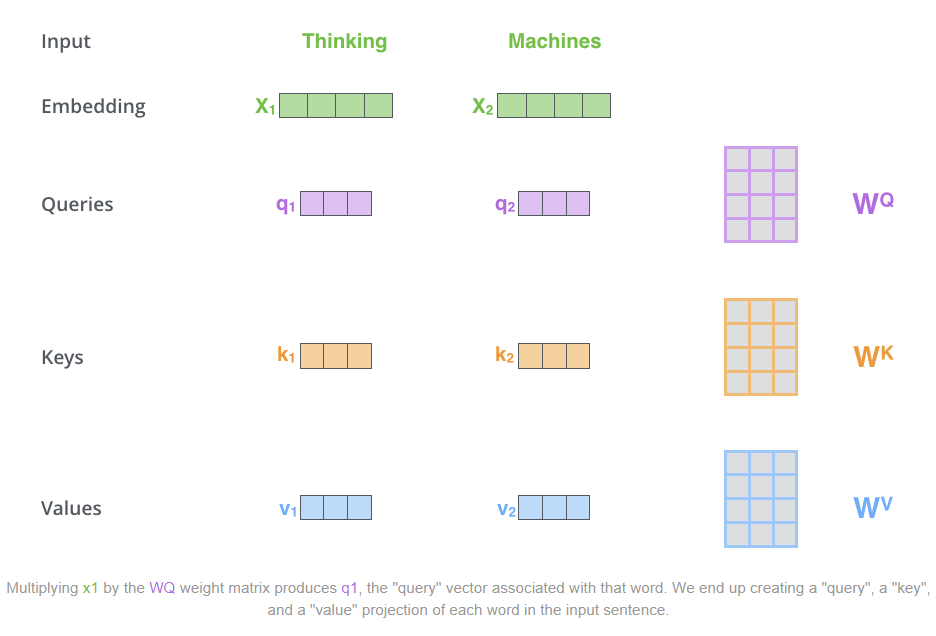 Input Thinking Machines
Embedding X1 X2
Queries q1 q2 WQ
Keys k1 k2 WK
Values v1 v2 WV
Multiplying x1 by the WQ weight matrix produces q1, the "query" vector associated with that word. We end up creating a "query", a "key",
and a "value" projection of each word in the input sentence.